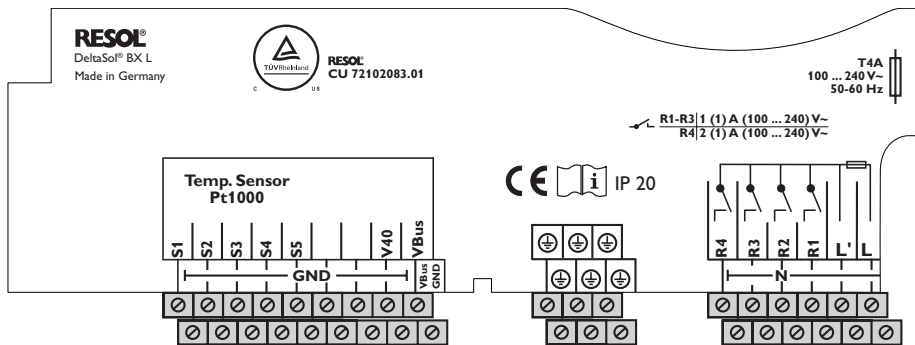 RESOL®
DeltaSol® BX L
Made in Germany
TÜVRheinland
C US
RESOL®
CU 72102083.01
T4A
100 ... 240 V~
50-60 Hz
R1-R3 1 (1) A (100 ... 240) V~
R4 2 (1) A (100 ... 240) V~
Temp. Sensor
Pt1000
CE i IP 20
S1 S2 S3 S4 S5 V40 VBus
GND VBus GND
R4 R3 R2 R1 L' L
N